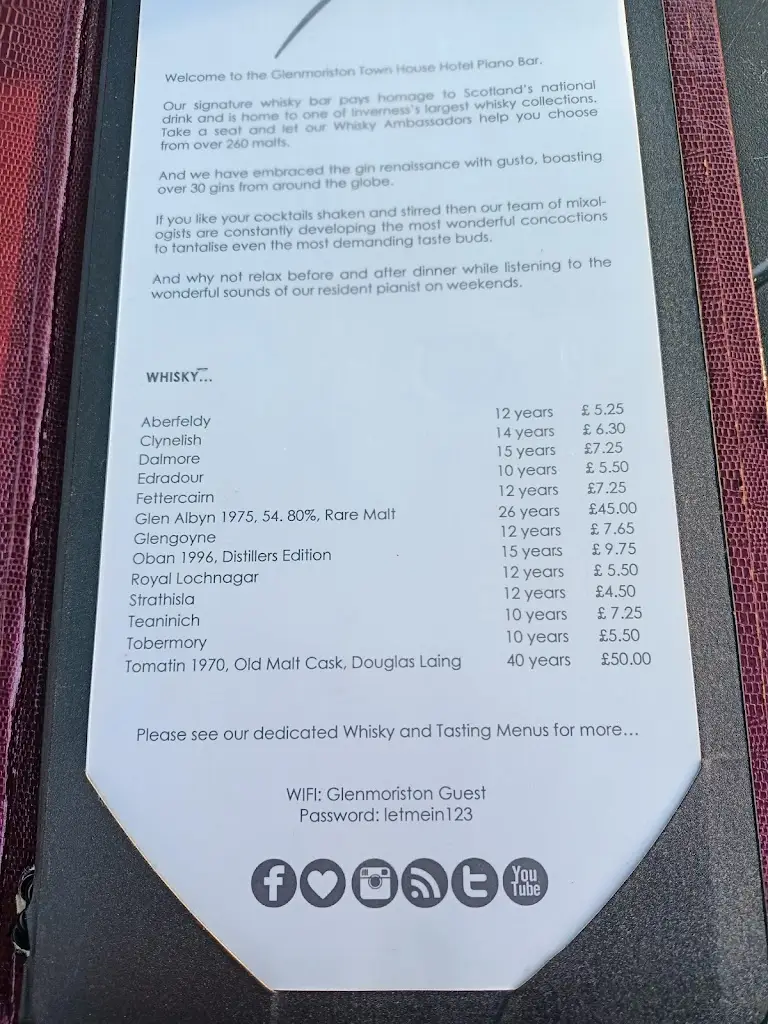 Welcome to the Glenmoriston Town House Hotel Piano Bar.
Our signature whisky bar pays homage to Scotland's national
drink and is home to one of Inverness's largest whisky collections.
Take a seat and let our Whisky Ambassadors help you choose
from over 260 malts.
And we have embraced the gin renaissance with gusto, boasting
over 30 gins from around the globe.
If you like your cocktails shaken and stirred then our team of mixol-
ogists are constantly developing the most wonderful concoctions
to tantalise even the most demanding taste buds.
And why not relax before and after dinner while listening to the
wonderful sounds of our resident pianist on weekends.
WHISKY...
Aberfeldy 12 years £ 5.25
Clynelish 14 years £ 6.30
Dalmore 15 years £7.25
Edradour 10 years £ 5.50
Fettercairn 12 years £7.25
Glen Albyn 1975, 54. 80%, Rare Malt 26 years £45.00
Glengoyne 12 years £ 7.65
Oban 1996, Distillers Edition 15 years £ 9.75
Royal Lochnagar 12 years £ 5.50
Strathisla 12 years £4.50
Teaninich 10 years £ 7.25
Tobermory 10 years £5.50
Tomatin 1970, Old Malt Cask, Douglas Laing 40 years £50.00
Please see our dedicated Whisky and Tasting Menus for more...
WIFI: Glenmoriston Guest
Password: letmein123
You
Tube